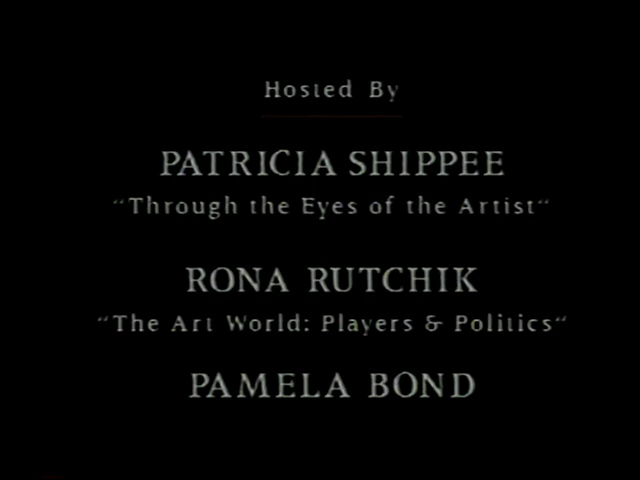 Hosted By
PATRICIA SHIPPEE
"Through the Eyes of the Artist"
RONA RUTCHIK
"The Art World: Players & Politics"
PAMELA BOND